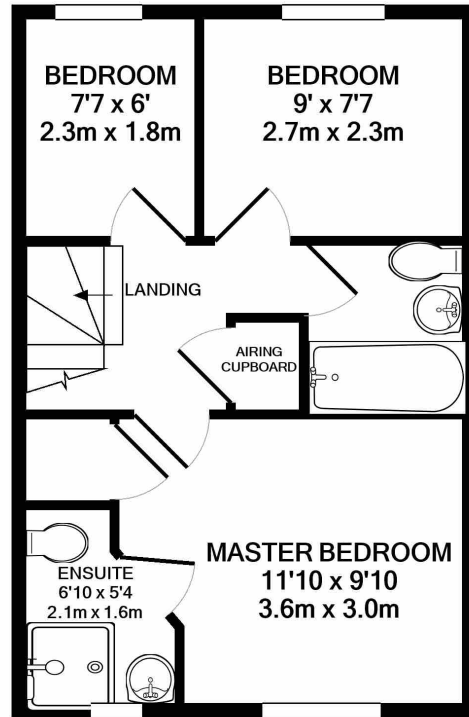 BEDROOM
7'7 x 6'
2.3m x 1.8m
BEDROOM
9' x 7'7
2.7m x 2.3m
LANDING
AIRING
CUPBOARD
MASTER BEDROOM
11'10 x 9'10
3.6m x 3.0m
ENSUITE
6'10 x 5'4
2.1m x 1.6m